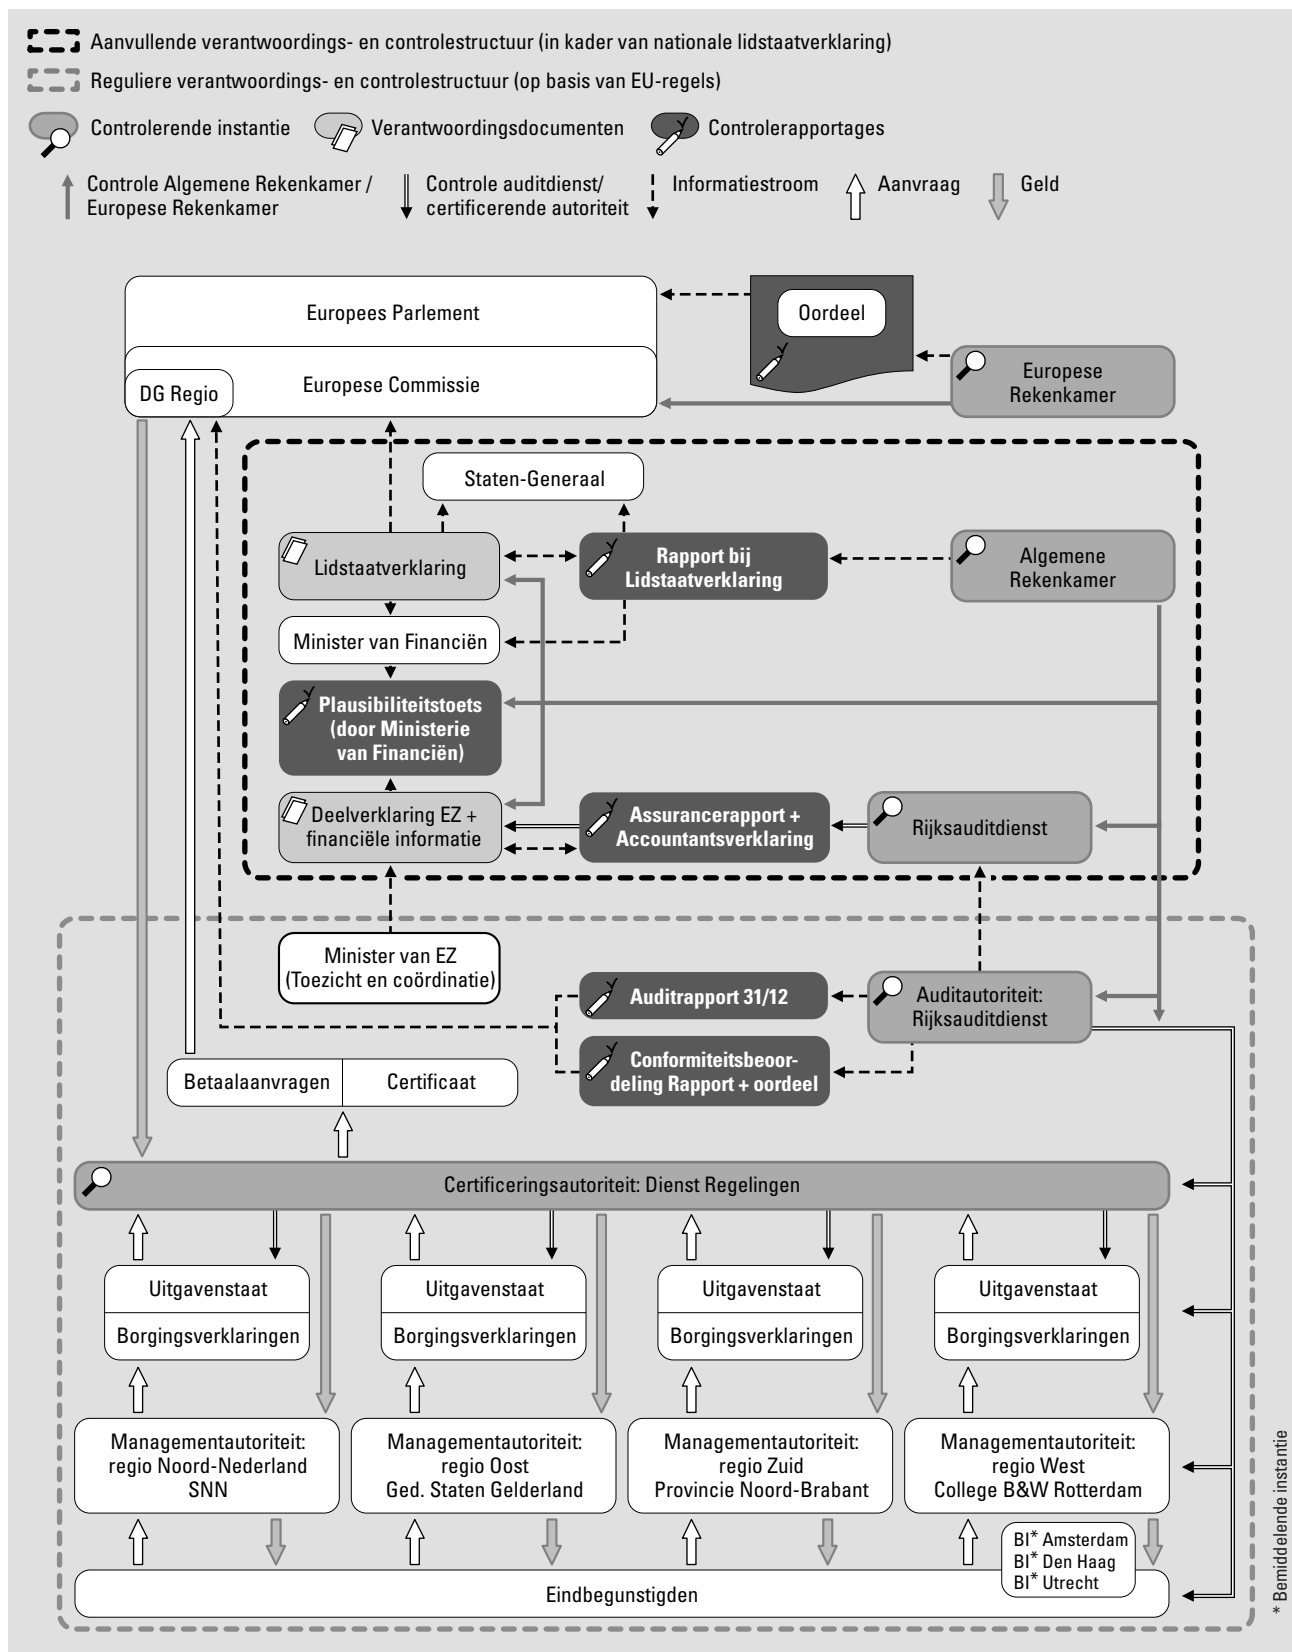 Aanvullende verantwoordings- en controlestructuur (in kader van nationale lidstaatverklaring)
Reguliere verantwoordings- en controlestructuur (op basis van EU-regels)
Controlerende instantie
Verantwoordingsdocumenten
Controlerapportages
Controle Algemene Rekenkamer /
Europese Rekenkamer
Controle auditdienst/
certificerende autoriteit
Informatiestroom
Aanvraag
Geld
Europees Parlement
Oordeel
Europese Commissie
DG Regio
Europese
Rekenkamer
Staten-Generaal
Lidstaatverklaring
Rapport bij
Lidstaatverklaring
Algemene
Rekenkamer
Minister van Financiën
Plausibiliteitstoets
(door Ministerie
van Financiën)
Deelverklaring EZ +
financiële informatie
Assurancerapport +
Accountantsverklaring
Rijksauditdienst
Minister van EZ
(Toezicht en coördinatie)
Auditrapport 31/12
Auditautoriteit:
Rijksauditdienst
Conformiteitsbeoor-
deling Rapport + oordeel
Betaalaanvragen
Certificaat
Certificeringsautoriteit: Dienst Regelingen
Uitgavenstaat
Borgingsverklaringen
Uitgavenstaat
Borgingsverklaringen
Uitgavenstaat
Borgingsverklaringen
Uitgavenstaat
Borgingsverklaringen
Managementautoriteit:
regio Noord-Nederland
SNN
Managementautoriteit:
regio Oost
Ged. Staten Gelderland
Managementautoriteit:
regio Zuid
Provincie Noord-Brabant
Managementautoriteit:
regio West
College B&W Rotterdam
BI* Amsterdam
BI* Den Haag
BI* Utrecht
Eindbegunstigden
* Bemiddelende instantie